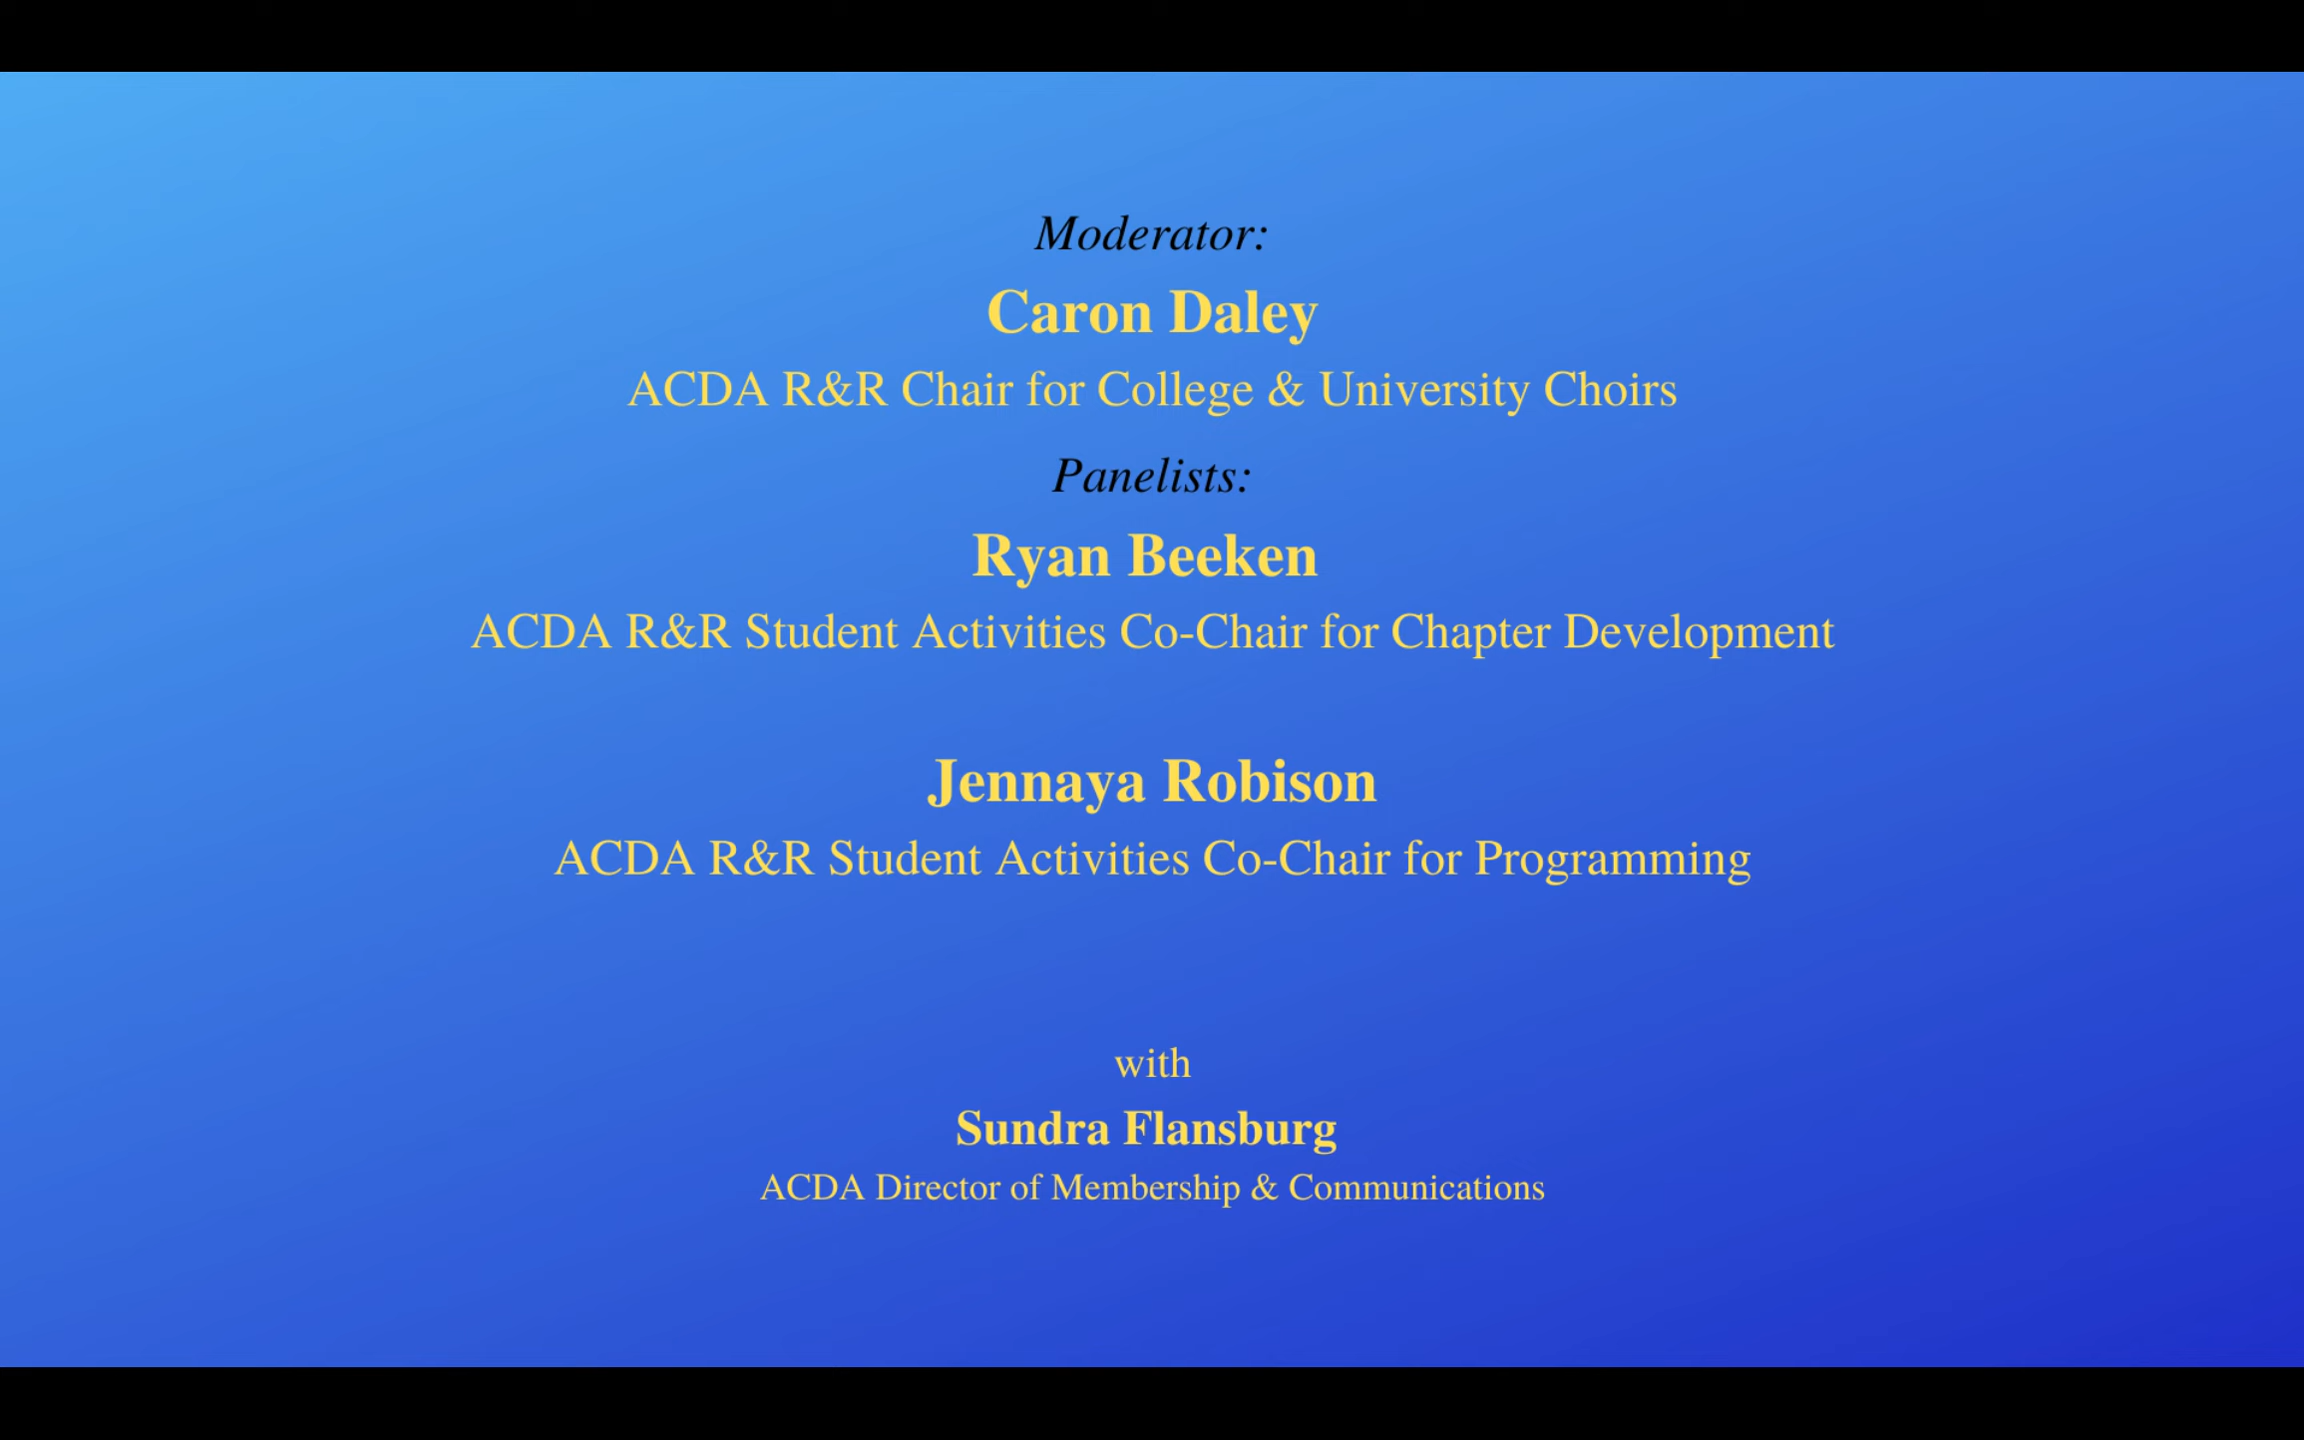 Moderator:
Caron Daley
ACDA R&R Chair for College & University Choirs
Panelists:
Ryan Beeken
ACDA R&R Student Activities Co-Chair for Chapter Development
Jennaya Robison
ACDA R&R Student Activities Co-Chair for Programming
with
Sundra Flansburg
ACDA Director of Membership & Communications